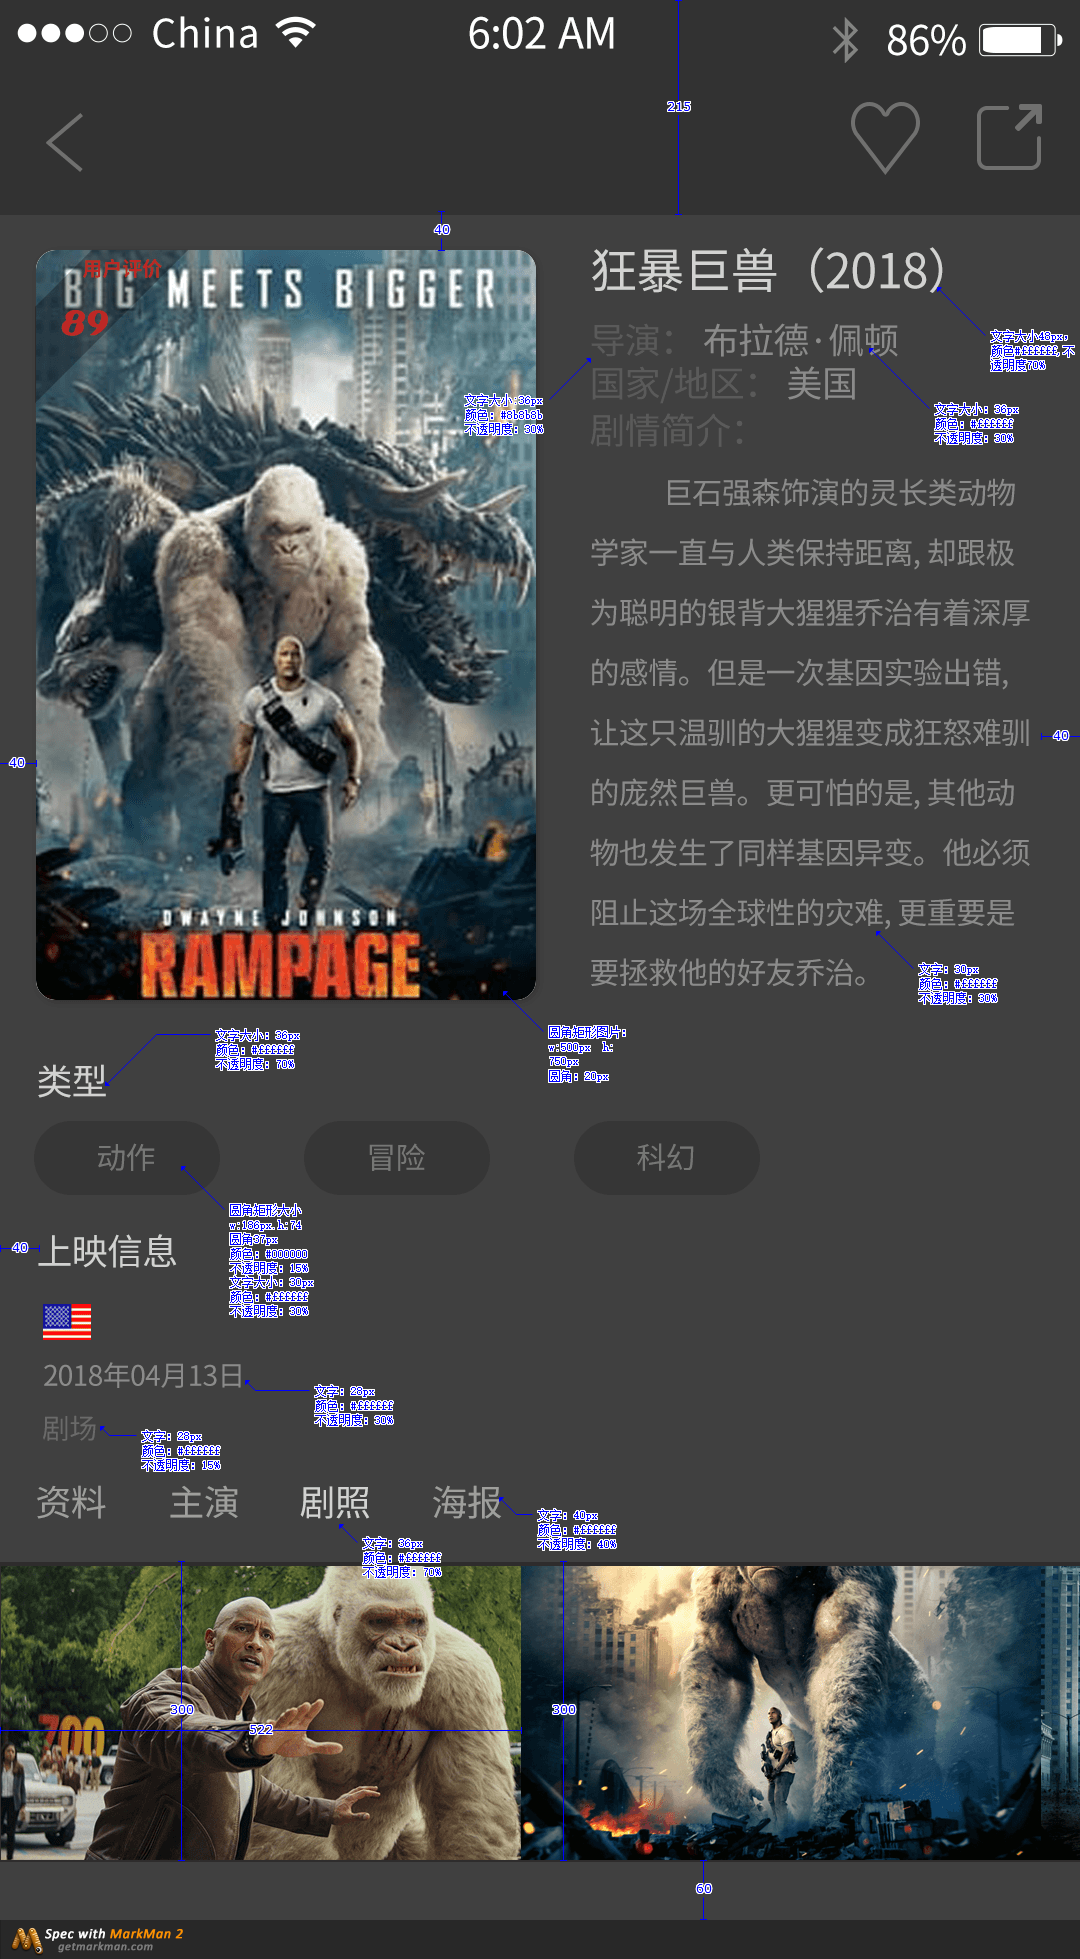 China
6:02 AM
86%
215
40
用户评价
89
BIG MEETS BIGGER
狂暴巨兽（2018）
文字大小48px，
颜色#ffffff,不
透明度70%
导演： 布拉德·佩顿
国家/地区： 美国
剧情简介：
文字大小:36px
颜色: #8b8b8b
不透明度: 30%
文字大小: 36px
颜色: #ffffff
不透明度: 30%
巨石强森饰演的灵长类动物
学家一直与人类保持距离, 却跟极
为聪明的银背大猩猩乔治有着深厚
的感情。但是一次基因实验出错,
让这只温驯的大猩猩变成狂怒难驯
的庞然巨兽。更可怕的是, 其他动
物也发生了同样基因异变。他必须
阻止这场全球性的灾难, 更重要是
要拯救他的好友乔治。
40
40
文字: 30px
颜色: #ffffff
不透明度: 30%
DWAYNE JOHNSON
RAMPAGE
圆角矩形图片:
w:500px h:
750px
圆角: 20px
文字大小: 36px
颜色: #ffffff
不透明度: 70%
类型
动作
冒险
科幻
圆角矩形大小
w:186px.h:74
圆角37px
颜色: #000000
不透明度: 15%
文字大小: 30px
颜色: #ffffff
不透明度: 30%
40
上映信息
2018年04月13日
文字: 28px
颜色: #ffffff
不透明度: 30%
剧场
文字: 28px
颜色: #ffffff
不透明度: 15%
资料
主演
剧照
海报
文字: 40px
颜色: #ffffff
不透明度: 40%
文字: 36px
颜色: #ffffff
不透明度: 70%
700
300
522
300
60
Spec with MarkMan 2
getmarkman.com